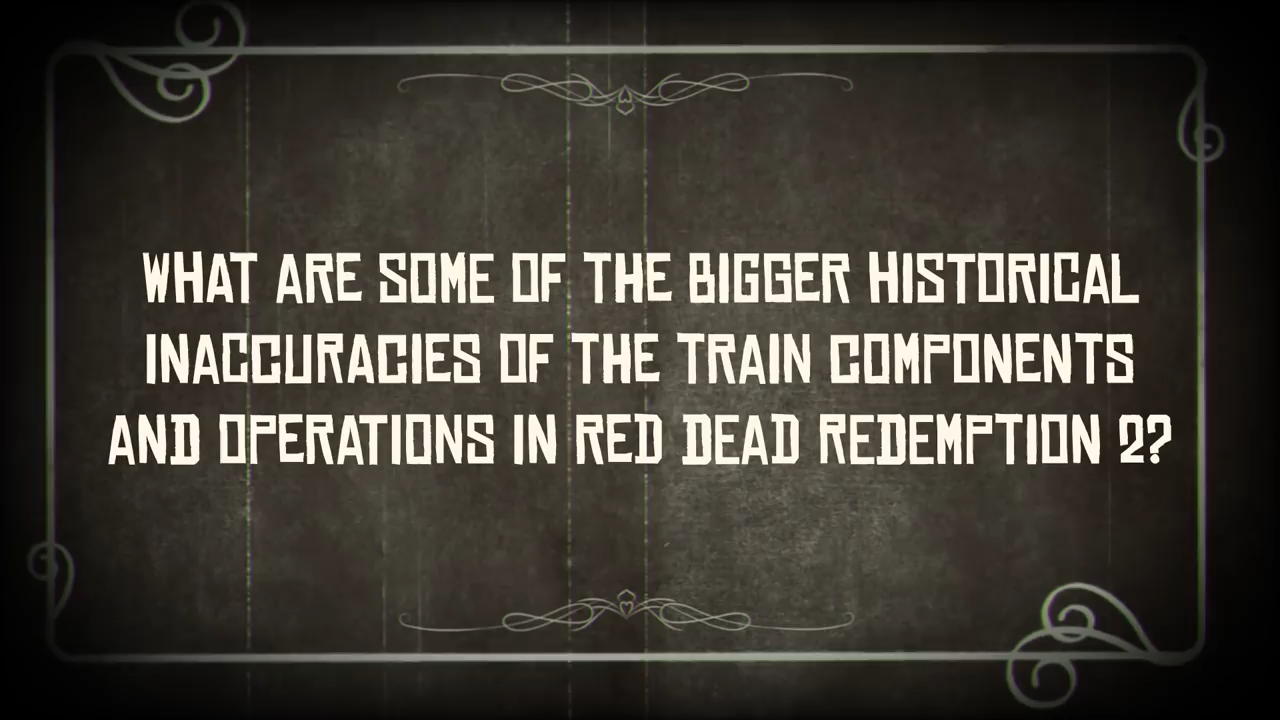 WHAT ARE SOME OF THE BIGGER HISTORICAL
INACCURACIES OF THE TRAIN COMPONENTS
AND OPERATIONS IN RED DEAD REDEMPTION 2?